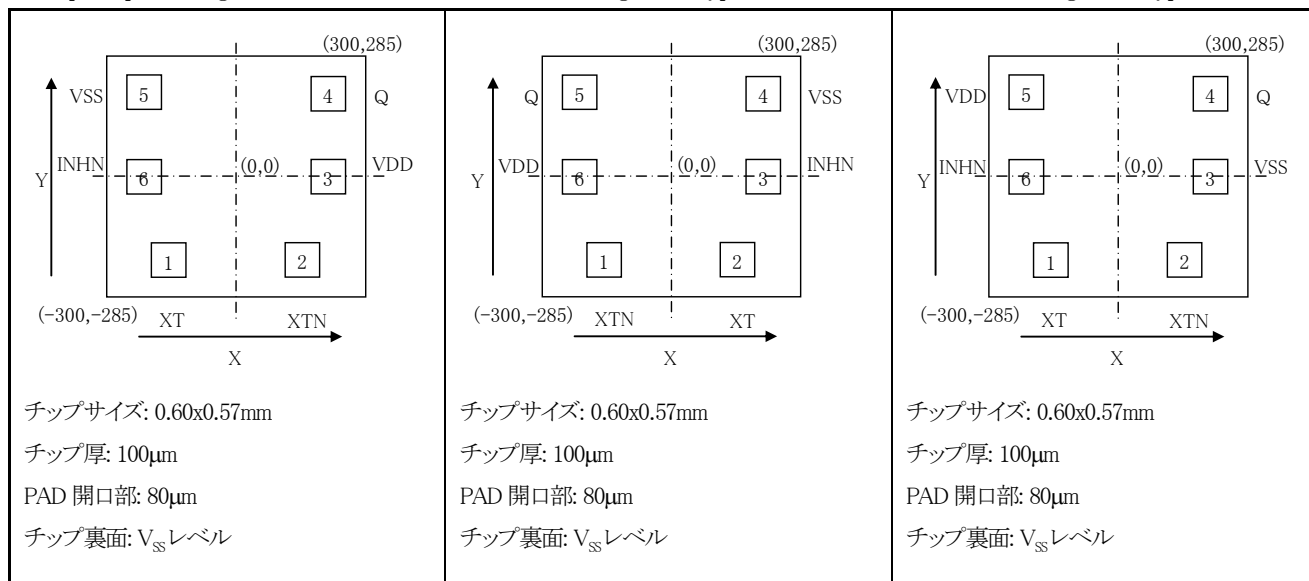 (300,285)
VSS 5 4 Q
INHN 6 (0,0) 3 VDD
Y
1 2
(-300,-285) XT XTN
X
チップサイズ: 0.60x0.57mm
チップ厚: 100μm
PAD 開口部: 80μm
チップ裏面: VSSレベル
(300,285)
Q 5 4 VSS
VDD 6 (0,0) 3 INHN
Y
1 2
(-300,-285) XTN XT
X
チップサイズ: 0.60x0.57mm
チップ厚: 100μm
PAD 開口部: 80μm
チップ裏面: VSSレベル
(300,285)
VDD 5 4 Q
INHN 6 (0,0) 3 VSS
Y
1 2
(-300,-285) XT XTN
X
チップサイズ: 0.60x0.57mm
チップ厚: 100μm
PAD 開口部: 80μm
チップ裏面: VSSレベル